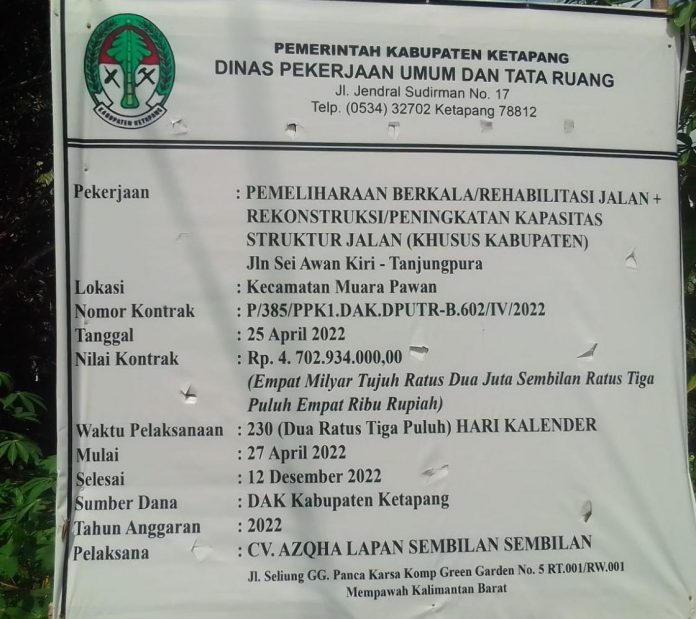 PEMERINTAH KABUPATEN KETAPANG
DINAS PEKERJAAN UMUM DAN TATA RUANG
Jl. Jendral Sudirman No. 17
Telp. (0534) 32702 Ketapang 78812
KABUPATEN KETAPANG
Pekerjaan : PEMELIHARAAN BERKALA/REHABILITASI JALAN +
REKONSTRUKSI/PENINGKATAN KAPASITAS
STRUKTUR JALAN (KHUSUS KABUPATEN)
Jln Sei Awan Kiri - Tanjungpura
Lokasi : Kecamatan Muara Pawan
Nomor Kontrak : P/385/PPK1.DAK.DPUTR-B.602/IV/2022
Tanggal : 25 April 2022
Nilai Kontrak : Rp. 4. 702.934.000,00
(Empat Milyar Tujuh Ratus Dua Juta Sembilan Ratus Tiga
Puluh Empat Ribu Rupiah)
Waktu Pelaksanaan : 230 (Dua Ratus Tiga Puluh) HARI KALENDER
Mulai : 27 April 2022
Selesai : 12 Desember 2022
Sumber Dana : DAK Kabupaten Ketapang
Tahun Anggaran : 2022
Pelaksana : CV. AZQHA LAPAN SEMBILAN SEMBILAN
Jl. Seliung GG. Panca Karsa Komp Green Garden No. 5 RT.001/RW.001
Mempawah Kalimantan Barat